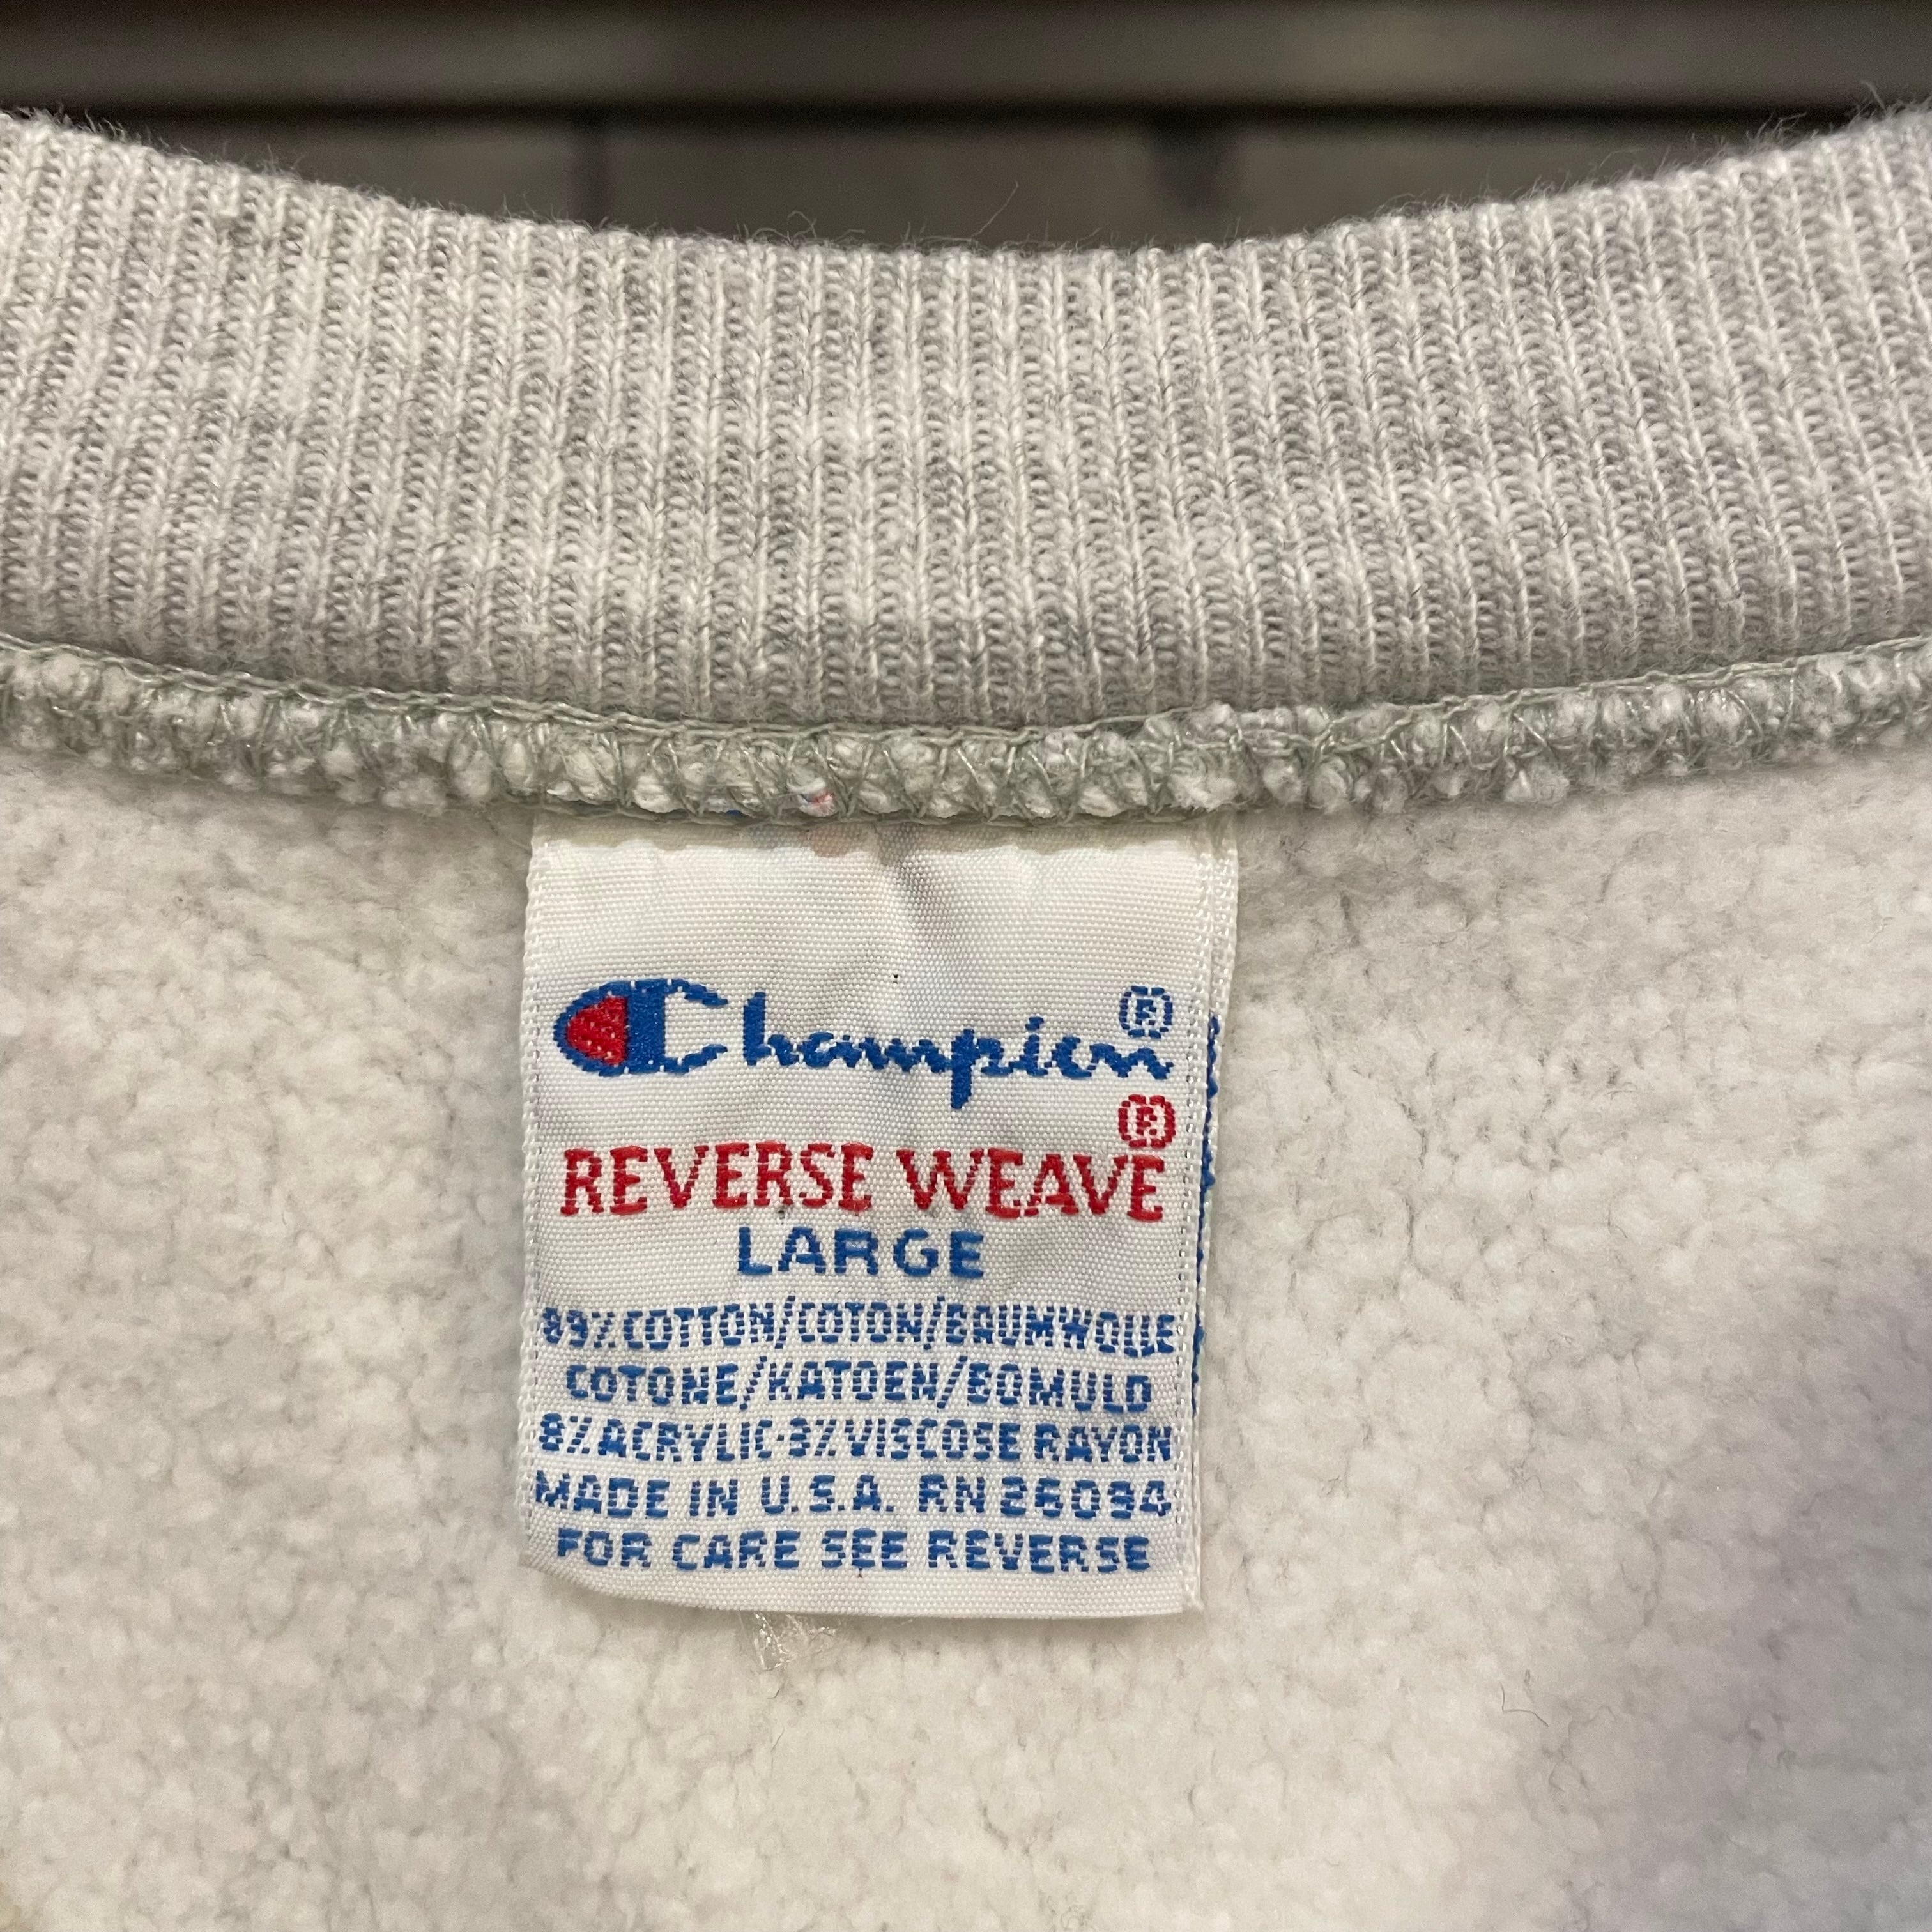 Champion®
REVERSE WEAVE®
LARGE
89% COTTON/COTON/BAUMWOLLE
COTONE/KATOEN/BOMULD
8% ACRYLIC-3% VISCOSE RAYON
MADE IN U.S.A. RN 26094
FOR CARE SEE REVERSE